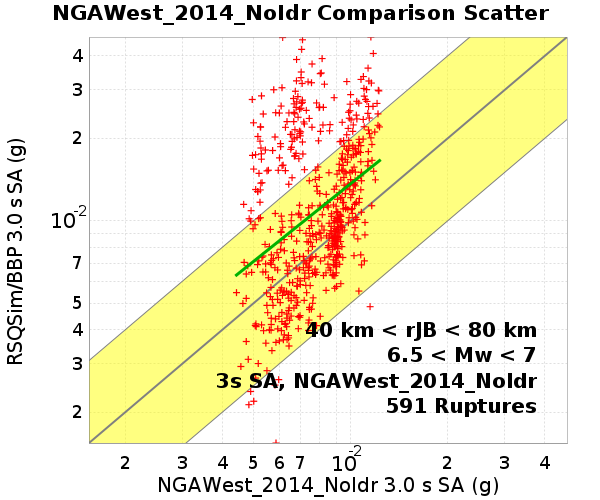 NGAWest_2014_NoIdr Comparison Scatter
RSQSim/BBP 3.0 s SA (g)
4
3
2
10-2
7
5
4
3
2
40 km < rJB < 80 km
6.5 < Mw < 7
3s SA, NGAWest_2014_NoIdr
591 Ruptures
2 3 4 5 6 7 10-2 2 3 4
NGAWest_2014_NoIdr 3.0 s SA (g)